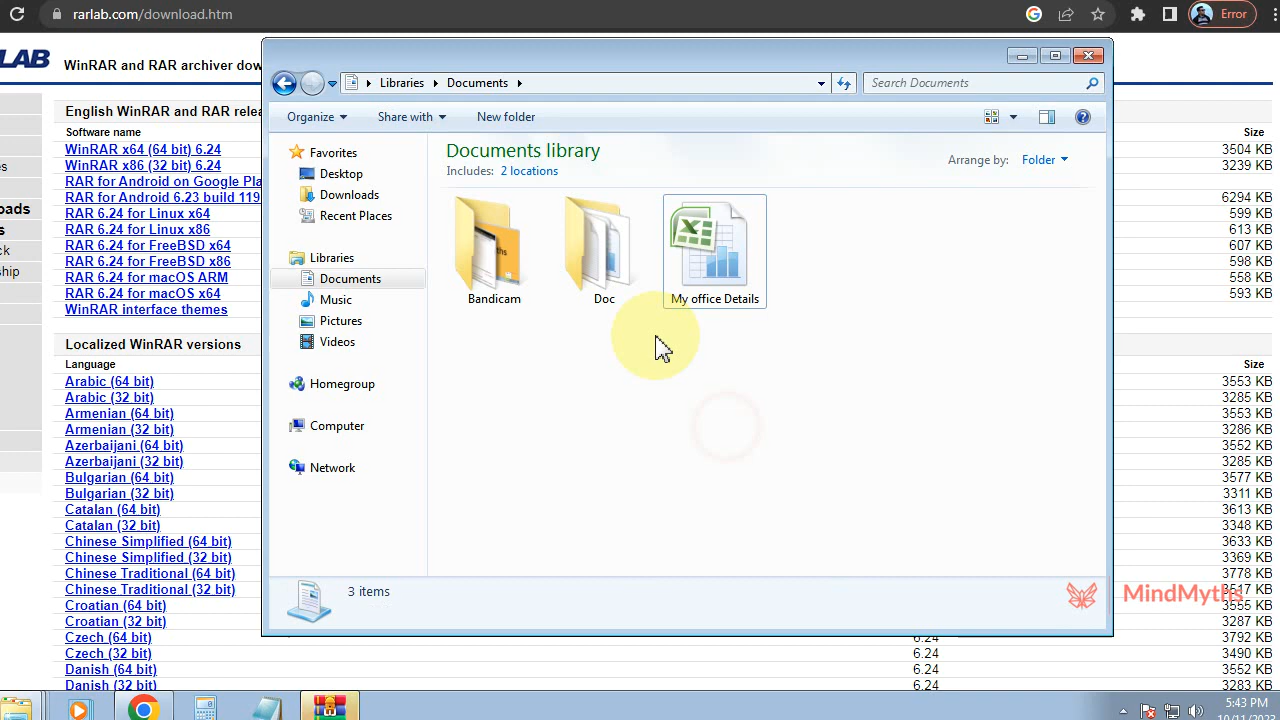 rarlab.com/download.htm
Error
LAB WinRAR and RAR archiver dow
English WinRAR and RAR relea
Software name
Size
WinRAR x64 (64 bit) 6.24
3504 KB
WinRAR x86 (32 bit) 6.24
3239 KB
RAR for Android on Google Pla
RAR for Android 6.23 build 119
6294 KB
RAR 6.24 for Linux x64
599 KB
RAR 6.24 for Linux x86
613 KB
RAR 6.24 for FreeBSD x64
607 KB
RAR 6.24 for FreeBSD x86
598 KB
RAR 6.24 for macOS ARM
558 KB
RAR 6.24 for macOS x64
593 KB
WinRAR interface themes
Localized WinRAR versions
Language
Size
Arabic (64 bit)
3553 KB
Arabic (32 bit)
3285 KB
Armenian (64 bit)
3553 KB
Armenian (32 bit)
3286 KB
Azerbaijani (64 bit)
3552 KB
Azerbaijani (32 bit)
3285 KB
Bulgarian (64 bit)
3577 KB
Bulgarian (32 bit)
3311 KB
Catalan (64 bit)
3613 KB
Catalan (32 bit)
3348 KB
Chinese Simplified (64 bit)
3633 KB
Chinese Simplified (32 bit)
3369 KB
Chinese Traditional (64 bit)
3778 KB
Chinese Traditional (32 bit)
3517 KB
Croatian (64 bit)
3555 KB
Croatian (32 bit)
3287 KB
Czech (64 bit)
3792 KB
Czech (32 bit)
6.24
3490 KB
Danish (64 bit)
6.24
3552 KB
Danish (32 bit)
6.24
3283 KB
es
oads
s
ck
ship
Libraries
Documents
Search Documents
Organize
Share with
New folder
Favorites
Desktop
Downloads
Recent Places
Libraries
Documents
Music
Pictures
Videos
Homegroup
Computer
Network
Documents library
Includes: 2 locations
Arrange by: Folder
Bandicam
Doc
My office Details
3 items
MindMyths
5:43 PM